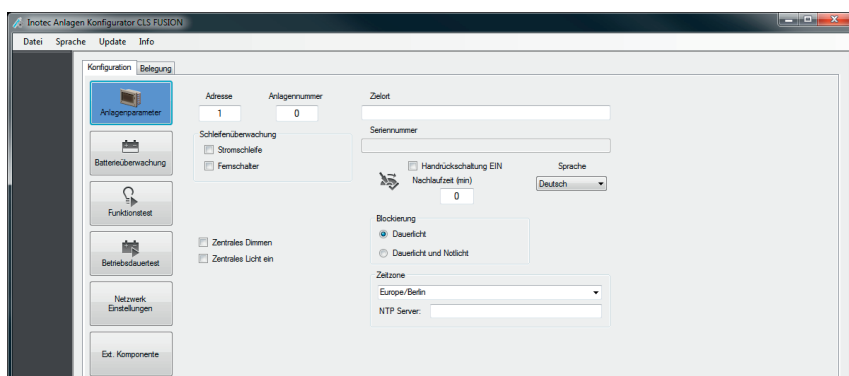 Inotec Anlagen Konfigurator CLS FUSION
Datei Sprache Update Info
Konfiguration Belegung
Anlagenparameter
Batterieüberwachung
Funktionstest
Betriebsdauertest
Netzwerk
Einstellungen
Ext. Komponente
Adresse Anlagennummer
1 0
Schleifenüberwachung
Stromschleife
Fernschalter
Zentrales Dimmen
Zentrales Licht ein
Zielort
Seriennummer
Handrückschaltung EIN
Nachlaufzeit (min)
0
Sprache
Deutsch
Blockierung
Dauerlicht
Dauerlicht und Notlicht
Zeitzone
Europe/Berlin
NTP Server: